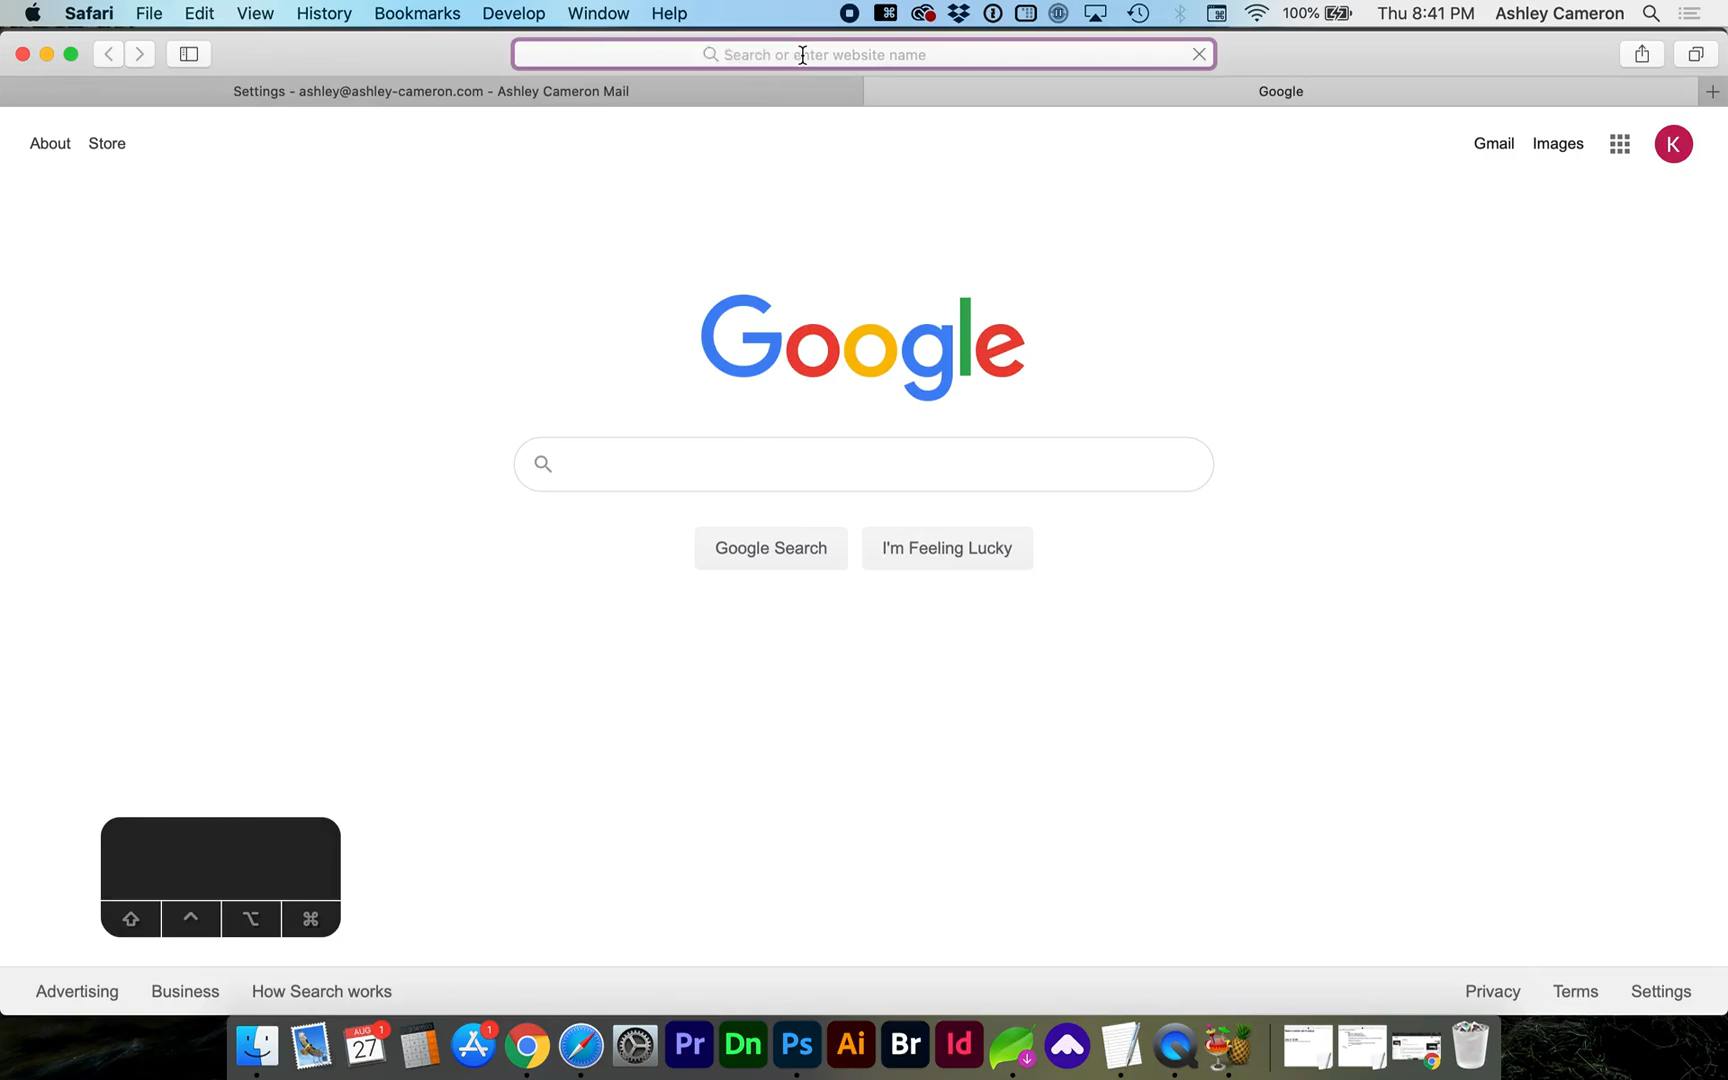 Safari File Edit View History Bookmarks Develop Window Help 100% Thu 8:41 PM Ashley Cameron
Search or enter website name
Settings - ashley@ashley-cameron.com - Ashley Cameron Mail Google
About Store Gmail Images K
Google
Google Search I'm Feeling Lucky
Advertising Business How Search works Privacy Terms Settings
AUG 1 27 1 Pr Dn Ps Ai Br Id